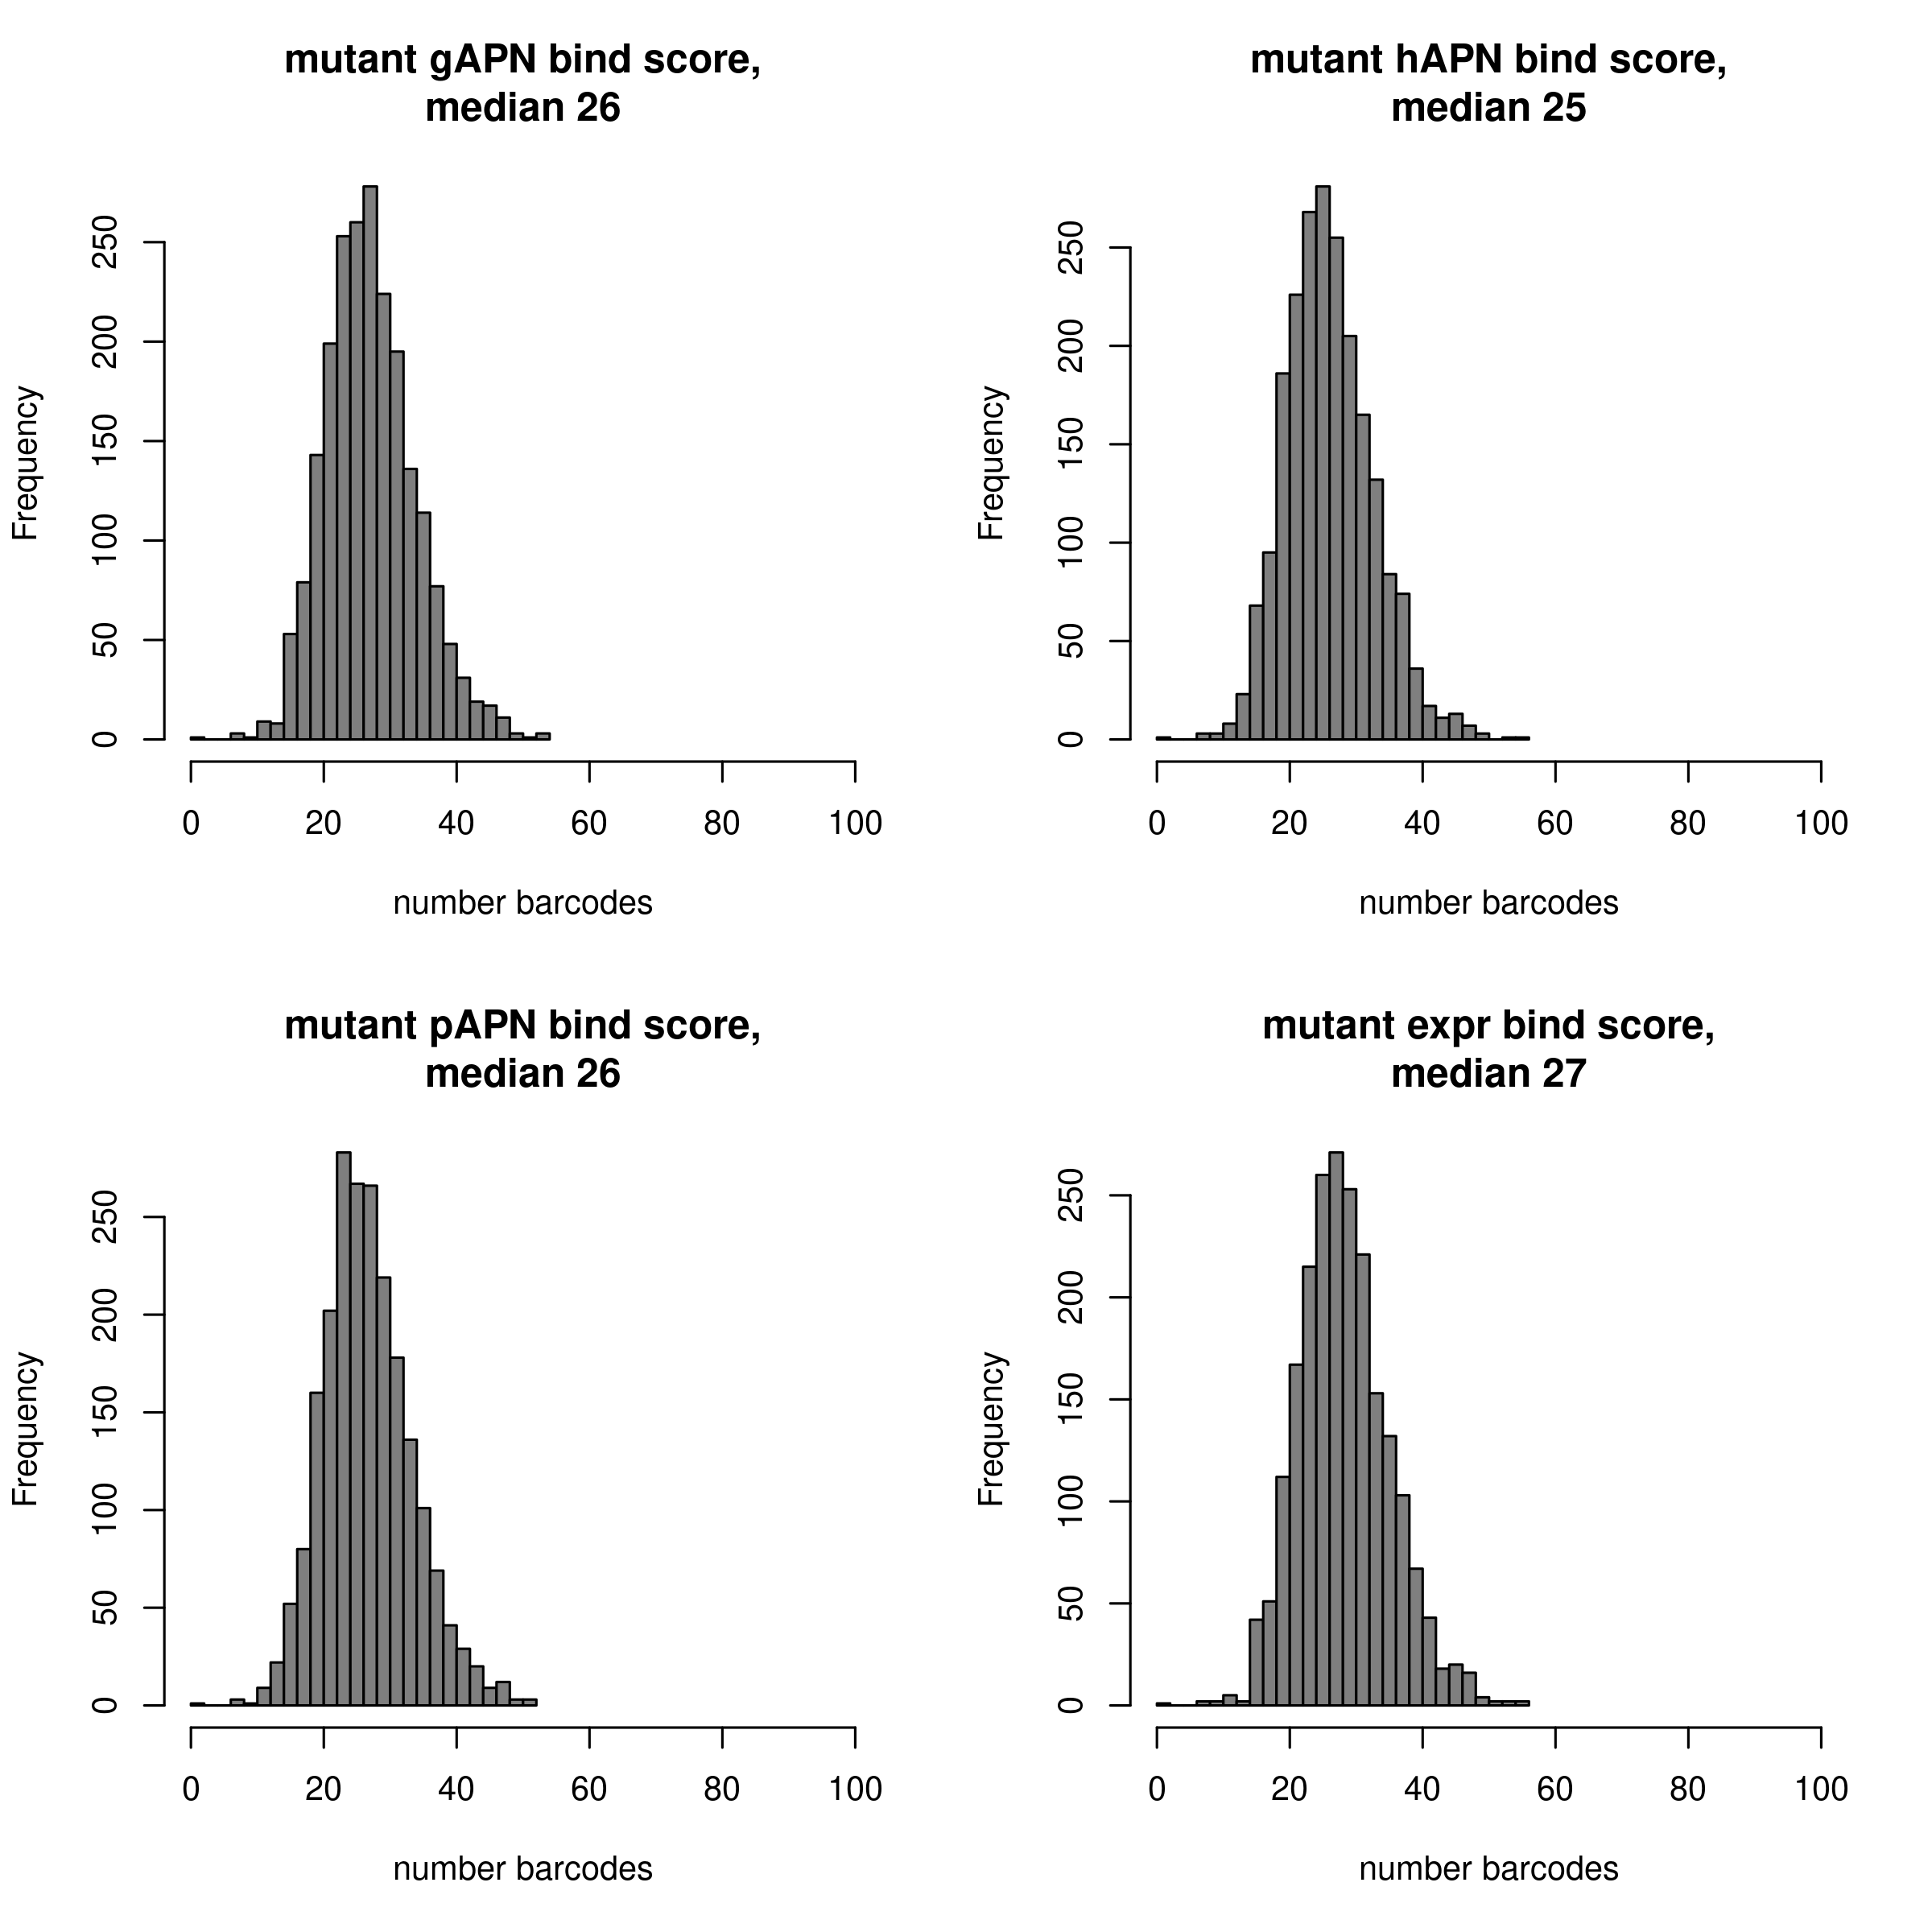 mutant gAPN bind score,
median 26
Frequency
0 50 100 150 200 250
0 20 40 60 80 100
number barcodes
mutant hAPN bind score,
median 25
Frequency
0 50 100 150 200 250
0 20 40 60 80 100
number barcodes
mutant pAPN bind score,
median 26
Frequency
0 50 100 150 200 250
0 20 40 60 80 100
number barcodes
mutant expr bind score,
median 27
Frequency
0 50 100 150 200 250
0 20 40 60 80 100
number barcodes